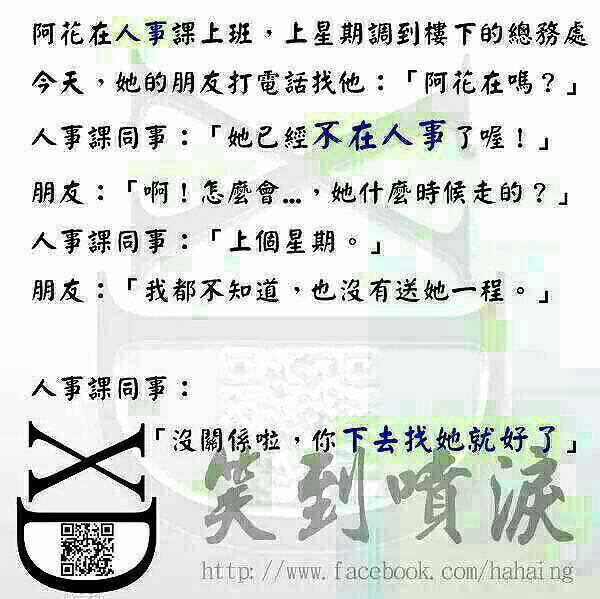 阿花在人事課上班，上星期調到樓下的總務處
今天，她的朋友打電話找他：「阿花在嗎？」
人事課同事：「她已經不在人事了喔！」
朋友：「啊！怎麼會…，她什麼時候走的？」
人事課同事：「上個星期。」
朋友：「我都不知道，也沒有送她一程。」
人事課同事：
「沒關係啦，你下去找她就好了」
笑到噴淚
http://www.facebook.com/hahaing
XD